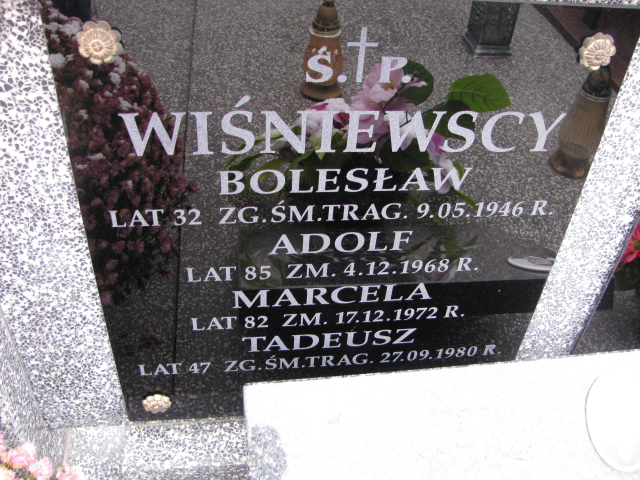 Ś.†P.
WIŚNIEWSCY
BOLESŁAW
LAT 32 ZG.ŚM.TRAG. 9.05.1946 R.
ADOLF
LAT 85 ZM. 4.12.1968 R.
MARCELA
LAT 82 ZM. 17.12.1972 R.
TADEUSZ
LAT 47 ZG.ŚM.TRAG. 27.09.1980 R.